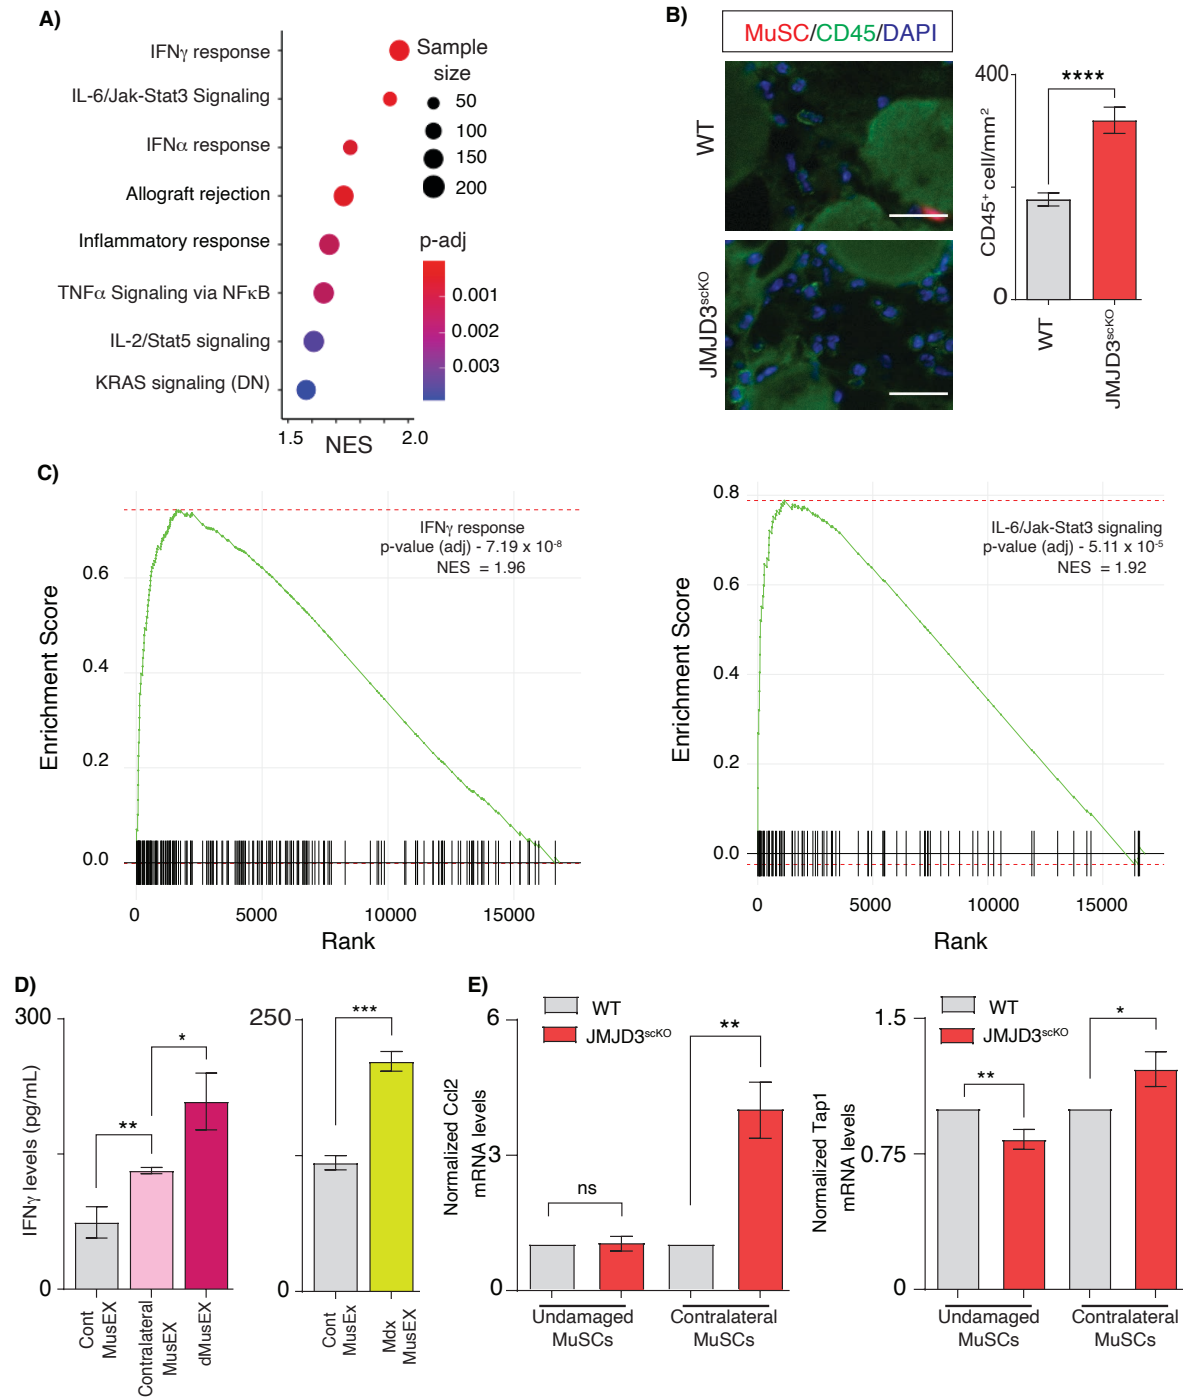 A)
IFNγ response
IL-6/Jak-Stat3 Signaling
IFNα response
Allograft rejection
Inflammatory response
TNFα Signaling via NFκB
IL-2/Stat5 signaling
KRAS signaling (DN)
1.5
2.0
NES
Sample
size
50
100
150
200
p-adj
0.001
0.002
0.003
B)
MuSC/CD45/DAPI
WT
JMJD3scKO
400
0
CD45+ cell/mm2
****
WT
JMJD3scKO
C)
IFNγ response
p-value (adj) - 7.19 x 10-8
NES = 1.96
Enrichment Score
0.6
0.4
0.2
0.0
0
5000
10000
15000
Rank
IL-6/Jak-Stat3 signaling
p-value (adj) - 5.11 x 10-5
NES = 1.92
Enrichment Score
0.8
0.6
0.4
0.2
0.0
0
5000
10000
15000
Rank
D)
IFNγ levels (pg/mL)
300
0
**
*
Cont
MusEX
Contralateral
MusEX
dMusEX
250
0
***
Cont
MusEx
Mdx
MusEX
E)
WT
JMJD3scKO
Normalized Ccl2
mRNA levels
6
3
0
ns
**
Undamaged
MuSCs
Contralateral
MuSCs
WT
JMJD3scKO
Normalized Tap1
mRNA levels
1.5
0.75
0
**
*
Undamaged
MuSCs
Contralateral
MuSCs